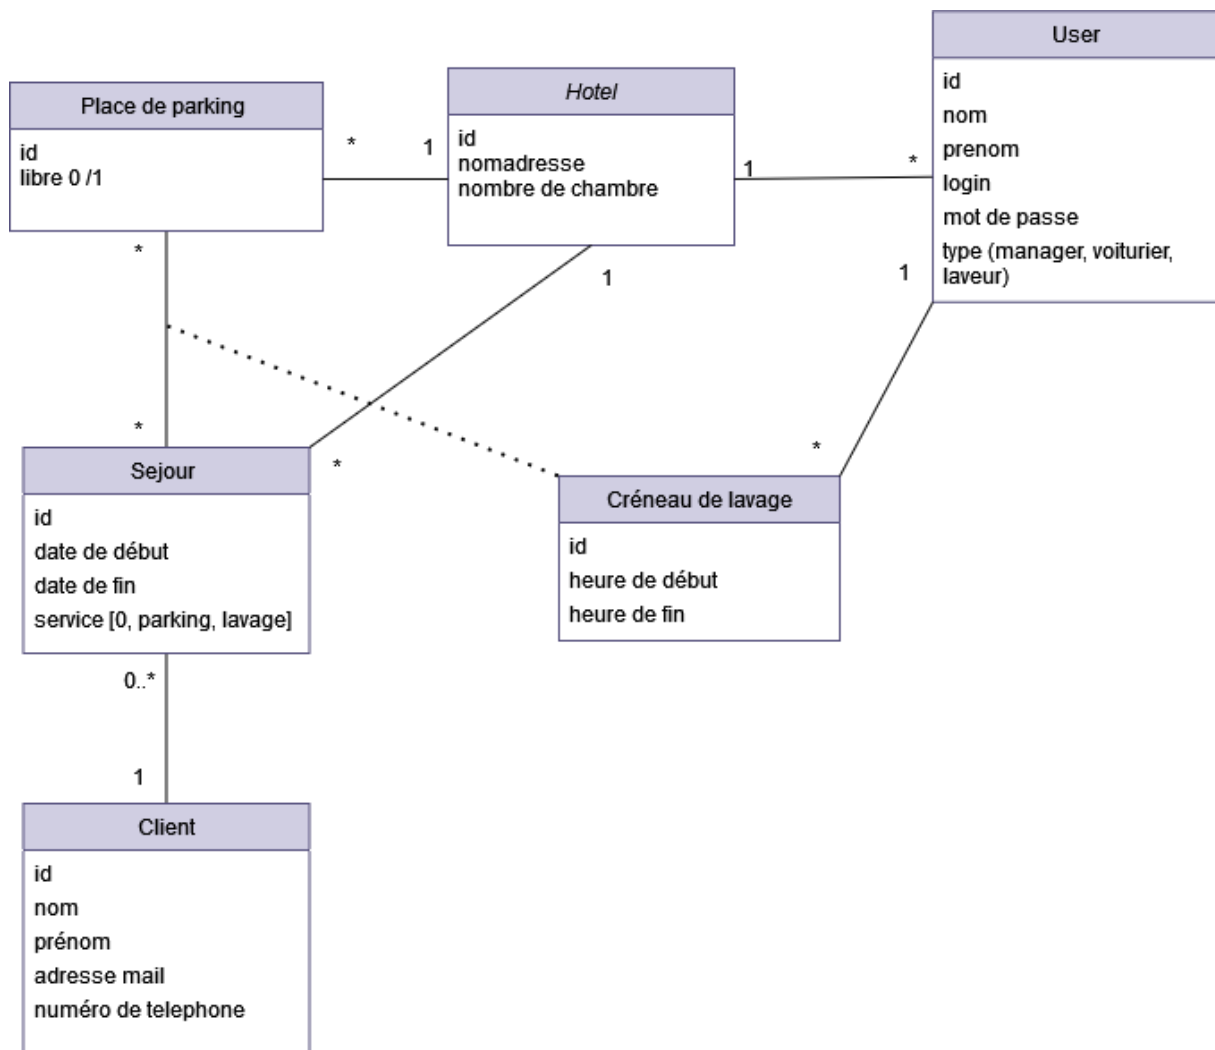 Place de parking
id
libre 0 /1
*
1
Hotel
id
nomadresse
nombre de chambre
1
*
User
id
nom
prenom
login
mot de passe
type (manager, voiturier,
laveur)
*
1
1
*
*
*
Sejour
id
date de début
date de fin
service [0, parking, lavage]
Créneau de lavage
id
heure de début
heure de fin
0..*
1
Client
id
nom
prénom
adresse mail
numéro de telephone